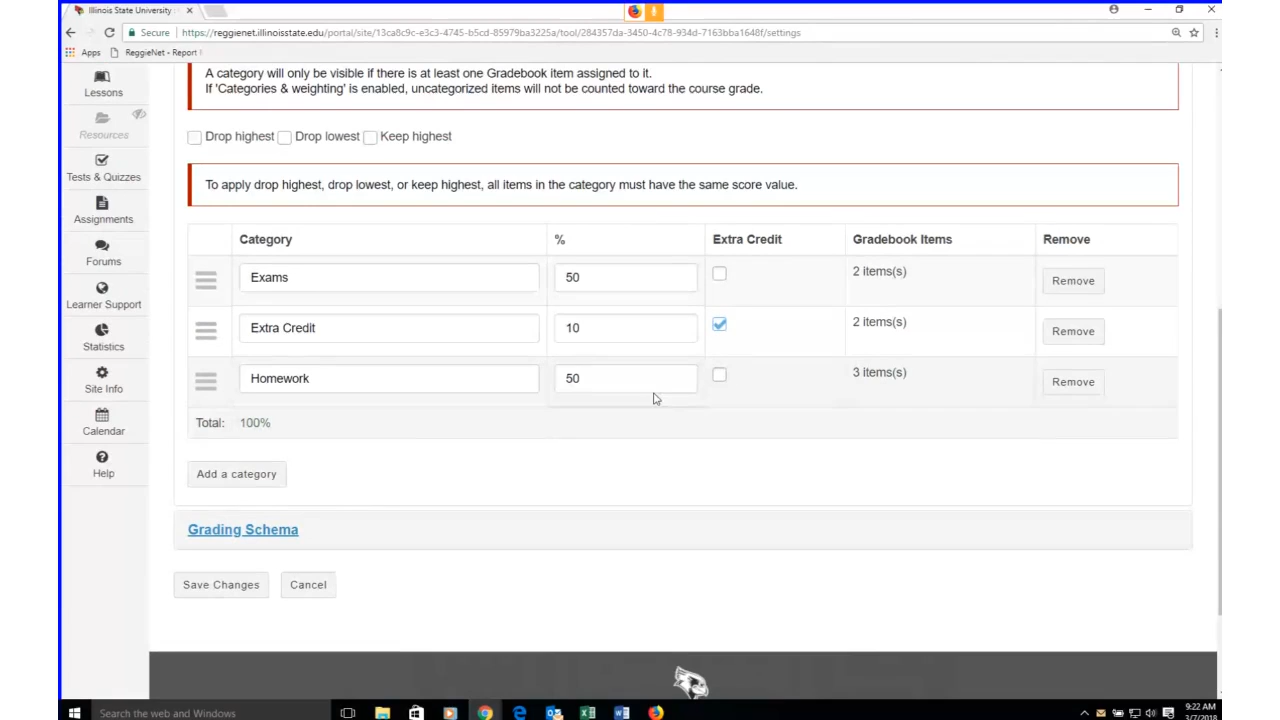 Illinois State University :
Secure
https://reggienet.illinoisstate.edu/portal/site/13ca8c9c-e3c3-4745-b5cd-85979ba3225a/tool/284357da-3450-4c78-934d-7163bba1648f/settings
Apps
ReggieNet - Report
Lessons
Resources
Tests & Quizzes
Assignments
Forums
Learner Support
Statistics
Site Info
Calendar
Help
A category will only be visible if there is at least one Gradebook item assigned to it.
If 'Categories & weighting' is enabled, uncategorized items will not be counted toward the course grade.
Drop highest Drop lowest Keep highest
To apply drop highest, drop lowest, or keep highest, all items in the category must have the same score value.
Category % Extra Credit Gradebook Items Remove
Exams 50 2 items(s) Remove
Extra Credit 10 2 items(s) Remove
Homework 50 3 items(s) Remove
Total: 100%
Add a category
Grading Schema
Save Changes Cancel
Search the web and Windows
9:22 AM
3/7/2018